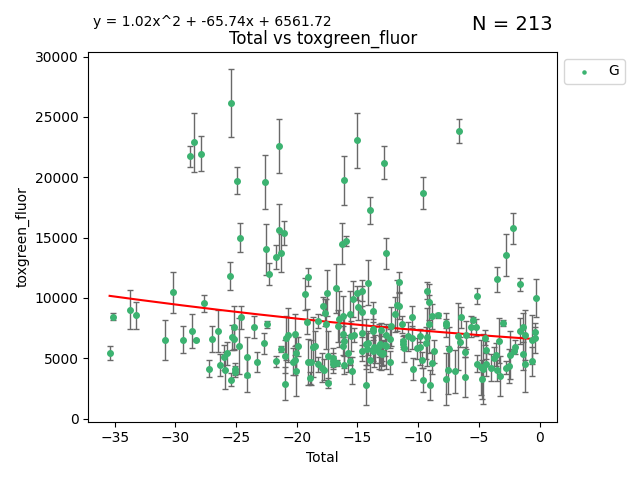 y = 1.02x^2 + -65.74x + 6561.72
N = 213
Total vs toxgreen_fluor
G
toxgreen_fluor
30000
25000
20000
15000
10000
5000
0
−35
−30
−25
−20
−15
−10
−5
0
Total